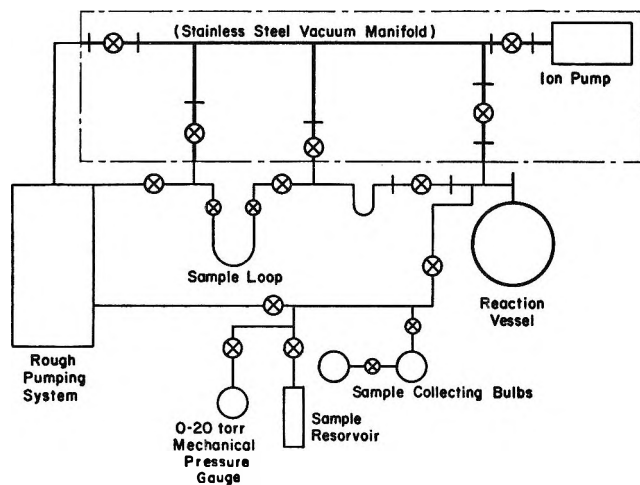 (Stainless Steel Vacuum Manifold)
Ion Pump
Sample Loop
Reaction
Vessel
Rough
Pumping
System
Sample Collecting Bulbs
0-20 torr
Mechanical
Pressure
Gauge
Sample
Reservoir